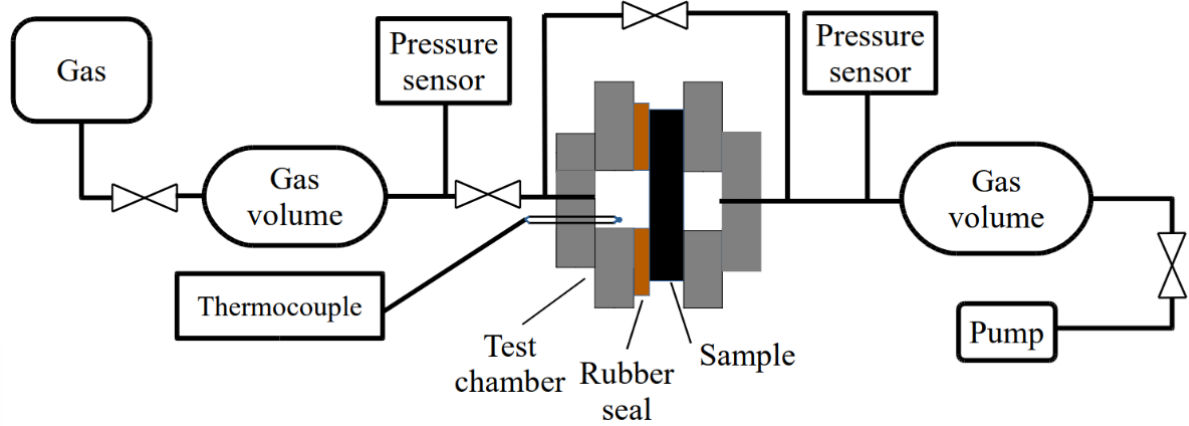 Gas
Pressure
sensor
Pressure
sensor
Gas
volume
Gas
volume
Thermocouple
Test
chamber
Rubber
seal
Sample
Pump